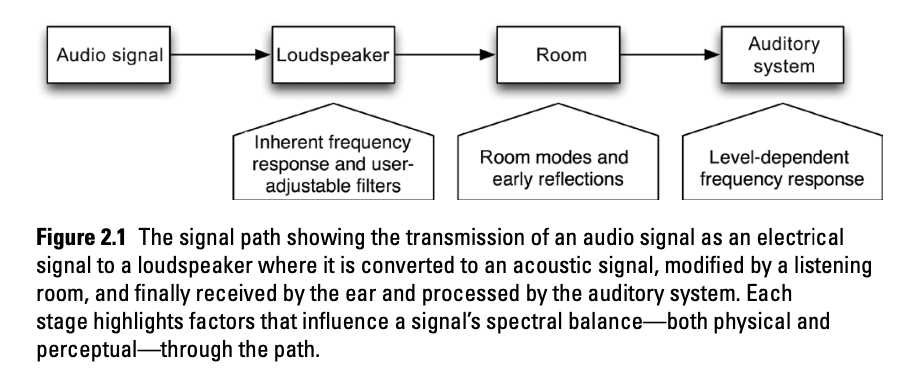 Audio signal
Loudspeaker
Room
Auditory
system
Inherent frequency
response and user-
adjustable filters
Room modes and
early reflections
Level-dependent
frequency response
Figure 2.1 The signal path showing the transmission of an audio signal as an electrical
signal to a loudspeaker where it is converted to an acoustic signal, modified by a listening
room, and finally received by the ear and processed by the auditory system. Each
stage highlights factors that influence a signal’s spectral balance—both physical and
perceptual—through the path.